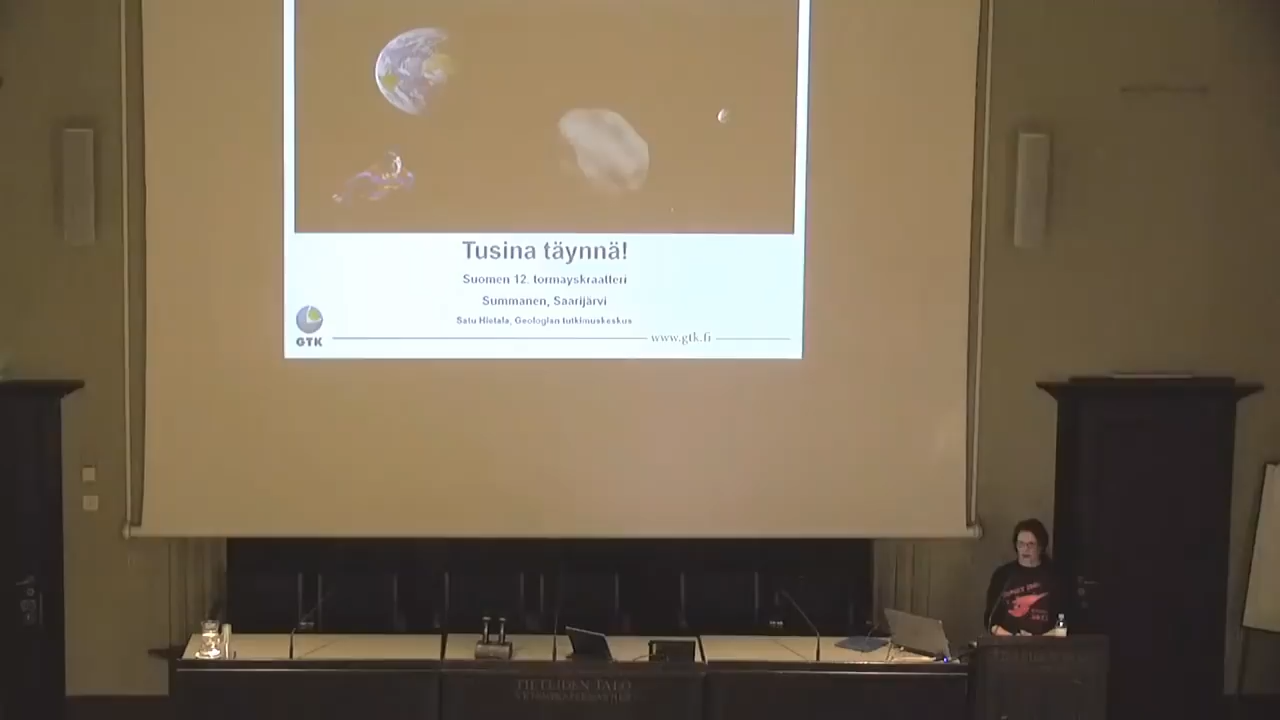 Tusina täynnä!
Suomen 12. törmäyskraatteri
Summanen, Saarijärvi
Satu Hietala, Geologian tutkimuskeskus
GTK
www.gtk.fi
TIETEIDEN TALO